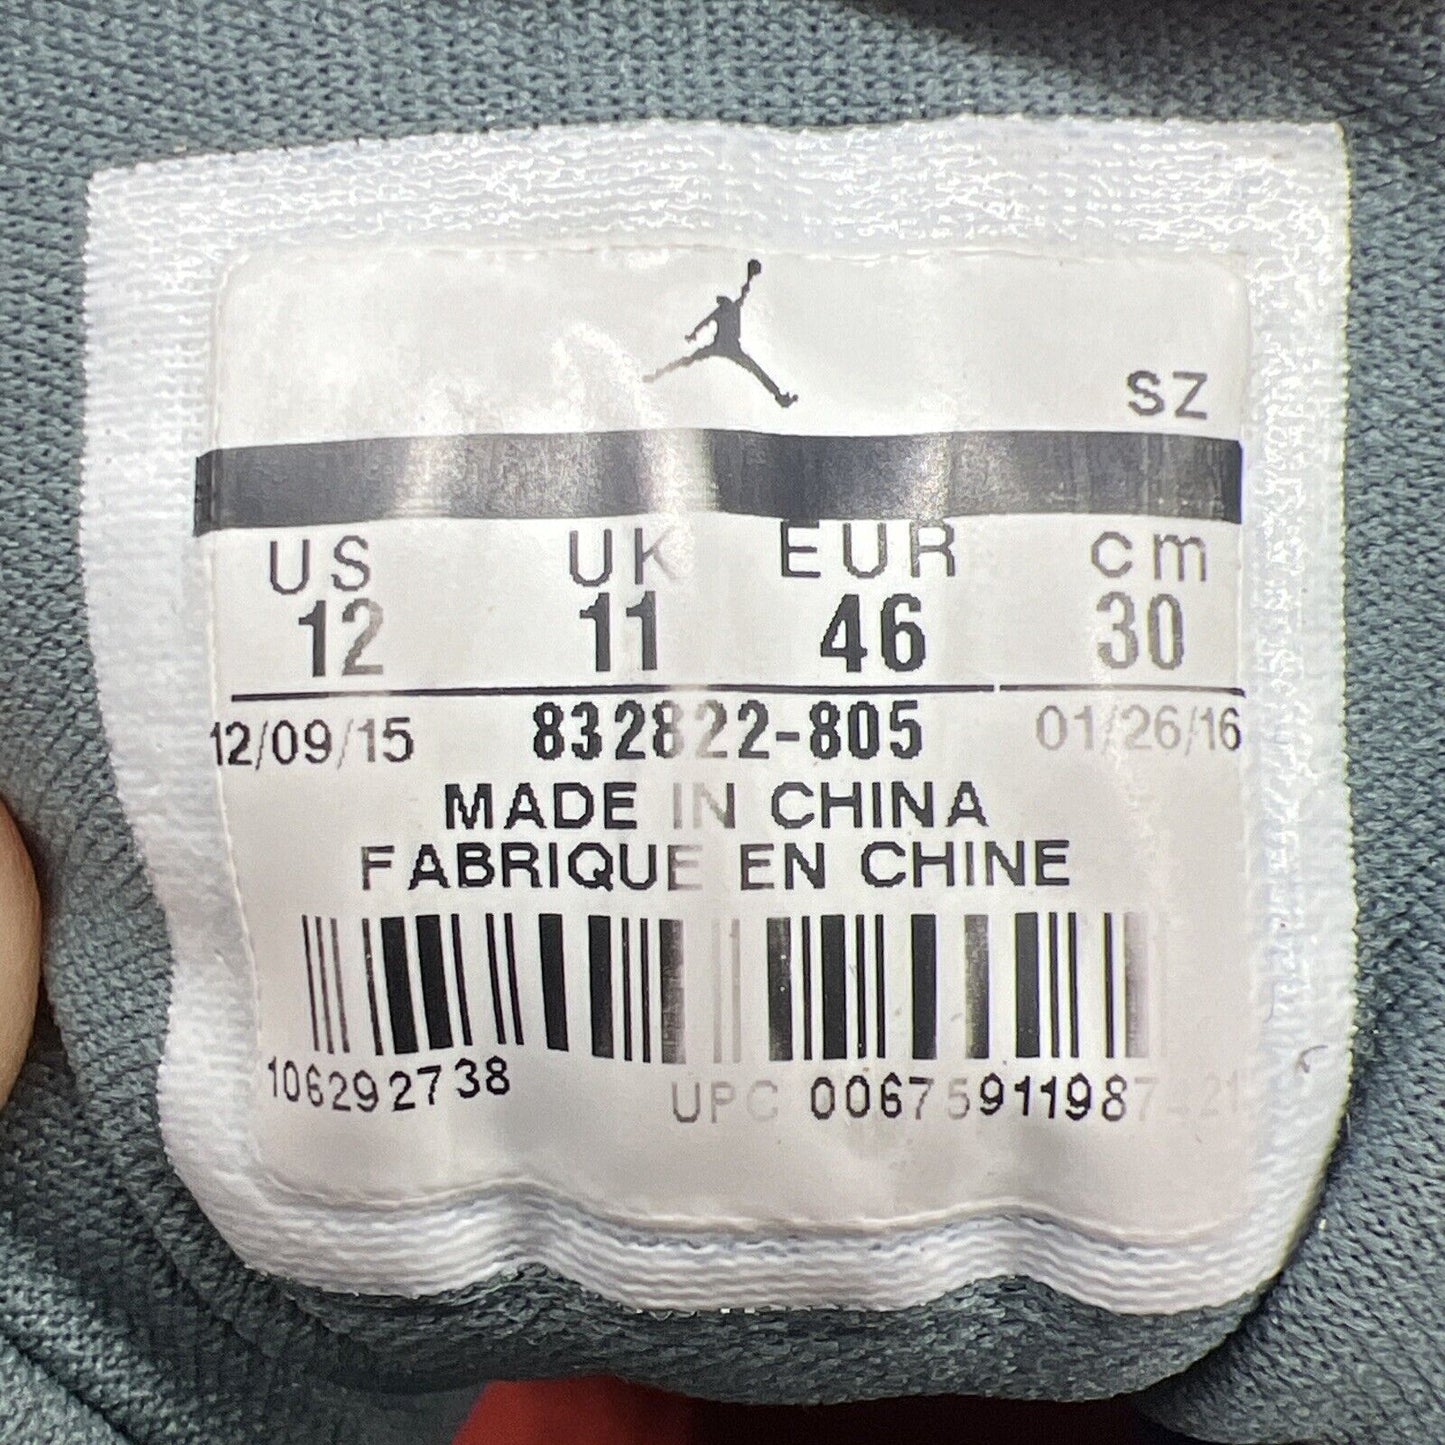 SZ
US UK EUR cm
12 11 46 30
12/09/15 832822-805 01/26/16
MADE IN CHINA
FABRIQUE EN CHINE
106292738 UPC